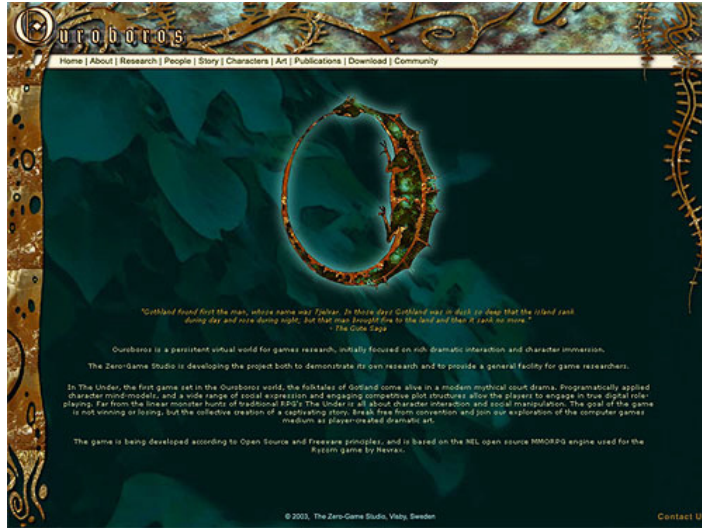 Ouroboros
Home | About | Research | People | Story | Characters | Art | Publications | Download | Community
"Gothland found first the man, whose name was Tjelvar. In those days Gothland was in dusk so deep that the island sank
during day and rose during night; but that man brought fire to the land and then it sank no more."
- The Gute Saga
Ouroboros is a persistent virtual world for games research, initially focused on rich dramatic interaction and character immersion.
The Zero-Game Studio is developing the project both to demonstrate its own research and to provide a general facility for game researchers.
In The Under, the first game set in the Ouroboros world, the folktales of Gotland come alive in a modern mythical court drama. Programatically applied
character mind-models, and a wide range of social expression and engaging competitive plot structures allow the players to engage in true digital role-
playing. Far from the linear monster hunts of traditional RPG's The Under is all about character interaction and social manipulation. The goal of the game
is not winning or losing, but the collective creation of a captivating story. Break free from convention and join our exploration of the computer games
medium as player-created dramatic art.
The game is being developed according to Open Source and Freeware principles, and is based on the NEL open source MMORPG engine used for the
Ryzom game by Nevrax.
© 2003, The Zero-Game Studio, Visby, Sweden
Contact U